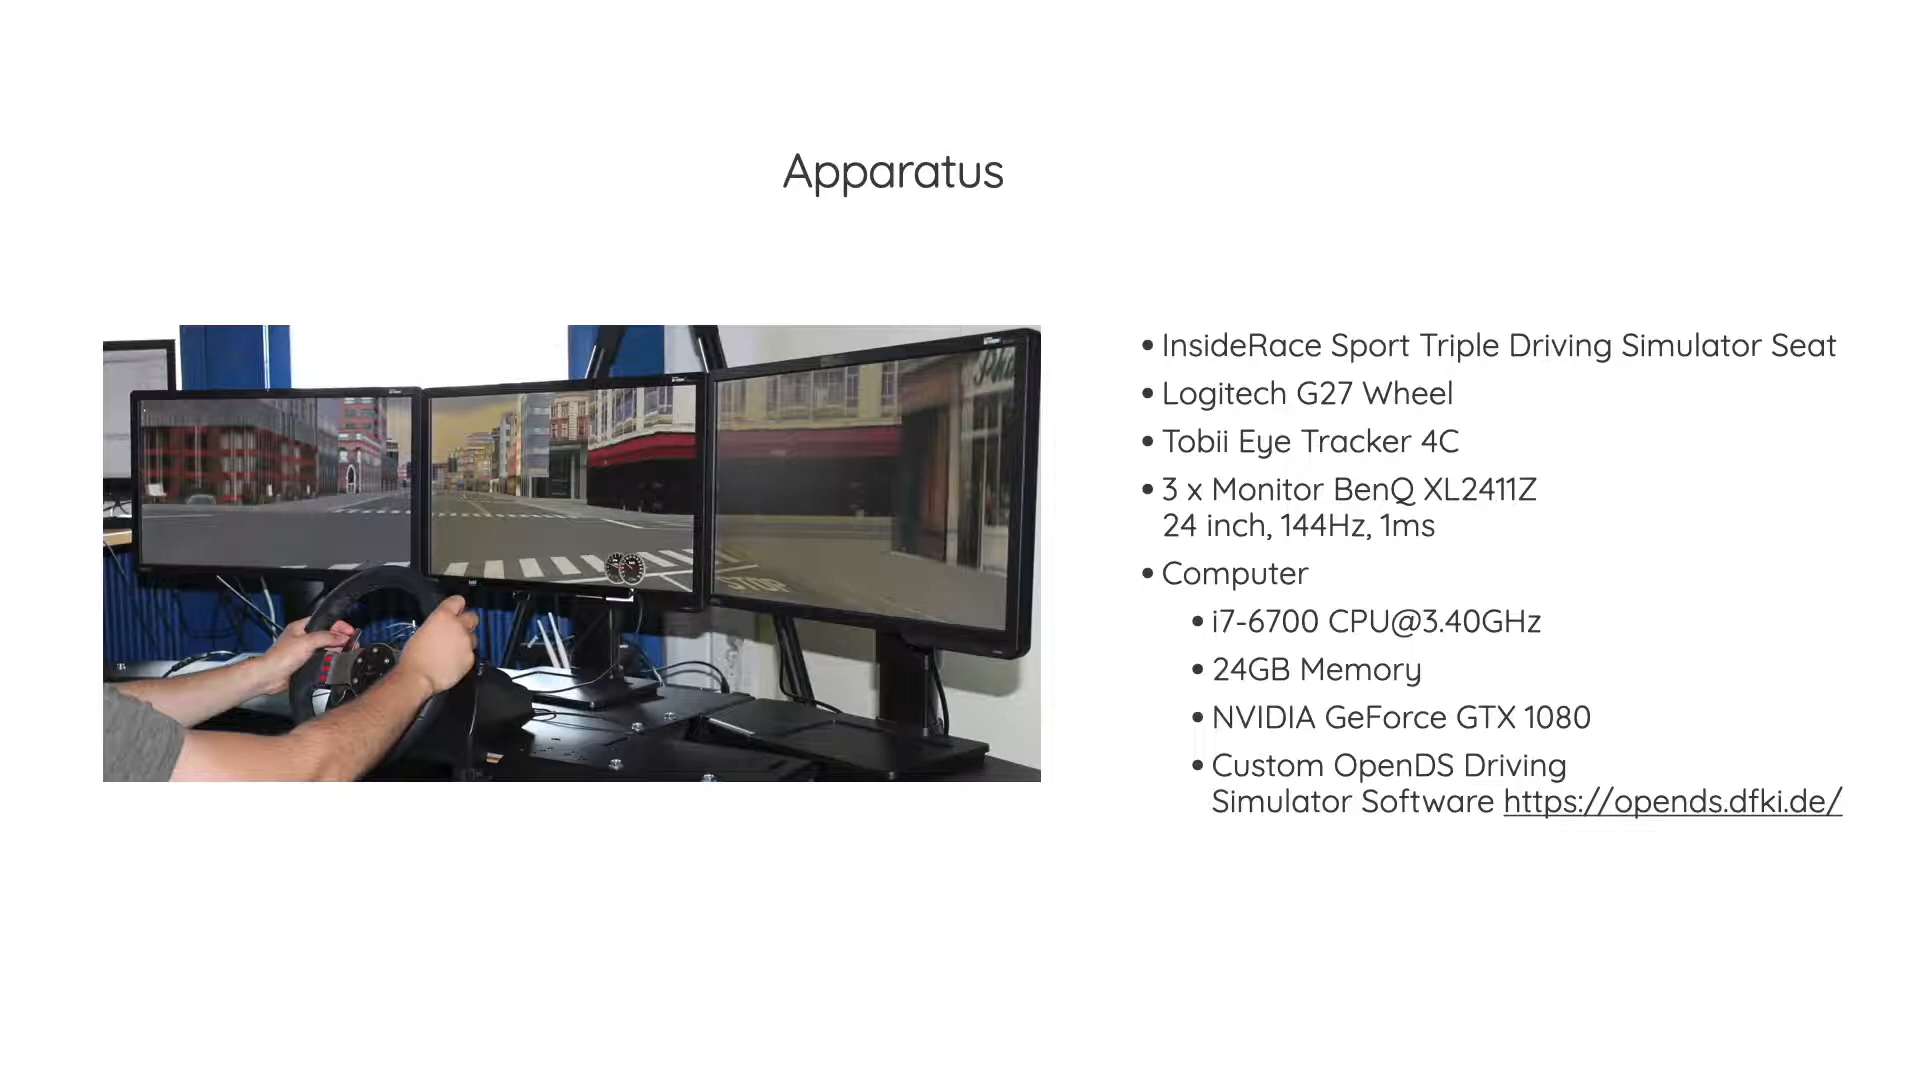 Apparatus
• InsideRace Sport Triple Driving Simulator Seat
• Logitech G27 Wheel
• Tobii Eye Tracker 4C
• 3 x Monitor BenQ XL2411Z
24 inch, 144Hz, 1ms
• Computer
• i7-6700 CPU@3.40GHz
• 24GB Memory
• NVIDIA GeForce GTX 1080
• Custom OpenDS Driving
Simulator Software https://opends.dfki.de/
STOP